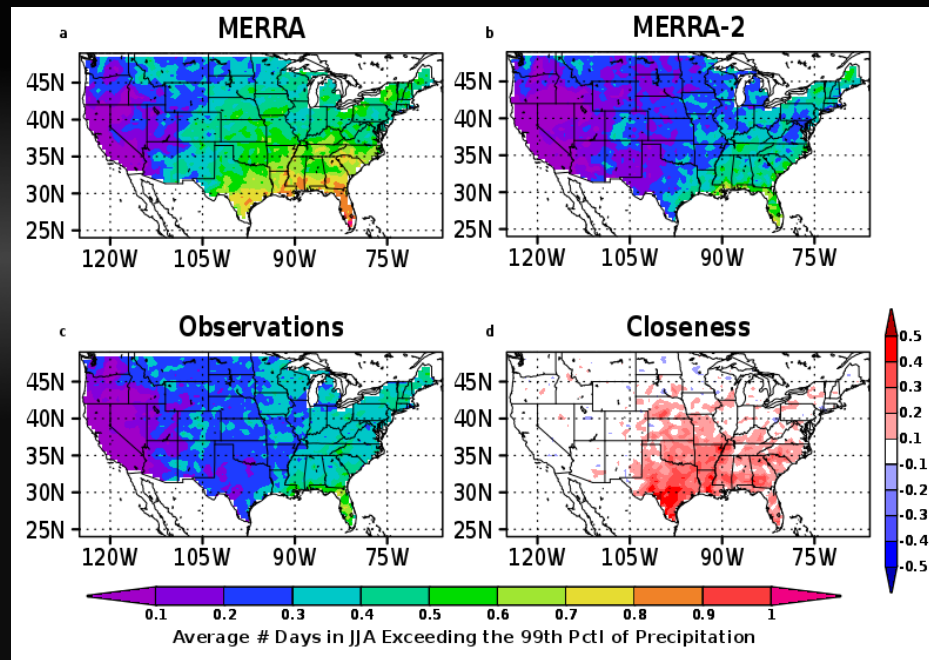 a MERRA
b MERRA-2
45N
40N
35N
30N
25N
120W 105W 90W 75W
45N
40N
35N
30N
25N
120W 105W 90W 75W
c Observations
d Closeness
45N
40N
35N
30N
25N
120W 105W 90W 75W
45N
40N
35N
30N
25N
120W 105W 90W 75W
0.5
0.4
0.3
0.2
0.1
-0.1
-0.2
-0.3
-0.4
-0.5
0.1 0.2 0.3 0.4 0.5 0.6 0.7 0.8 0.9 1
Average # Days in JJA Exceeding the 99th Pctl of Precipitation